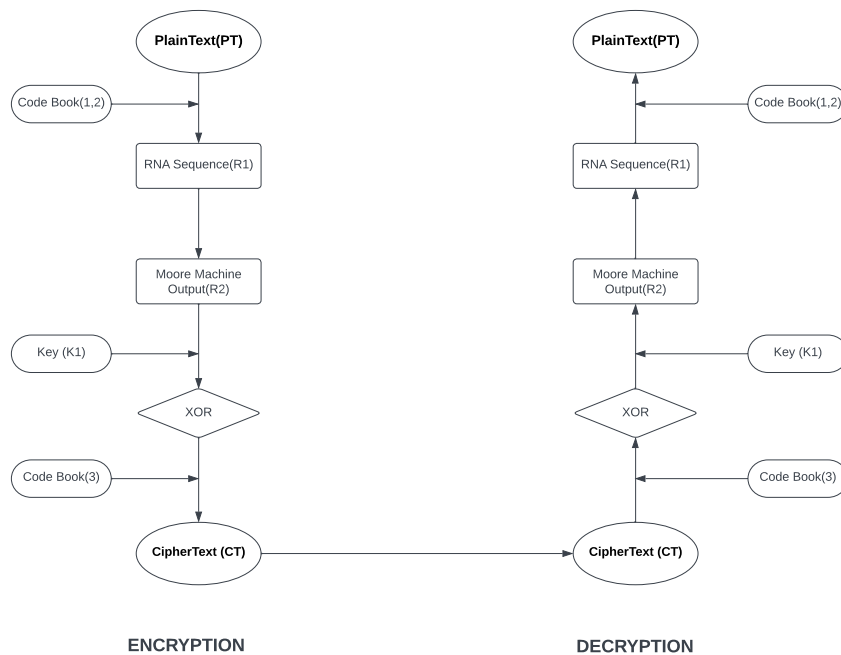 PlainText(PT)
PlainText(PT)
Code Book(1,2)
Code Book(1,2)
RNA Sequence(R1)
RNA Sequence(R1)
Moore Machine
Output(R2)
Moore Machine
Output(R2)
Key (K1)
Key (K1)
XOR
XOR
Code Book(3)
Code Book(3)
CipherText (CT)
CipherText (CT)
ENCRYPTION
DECRYPTION